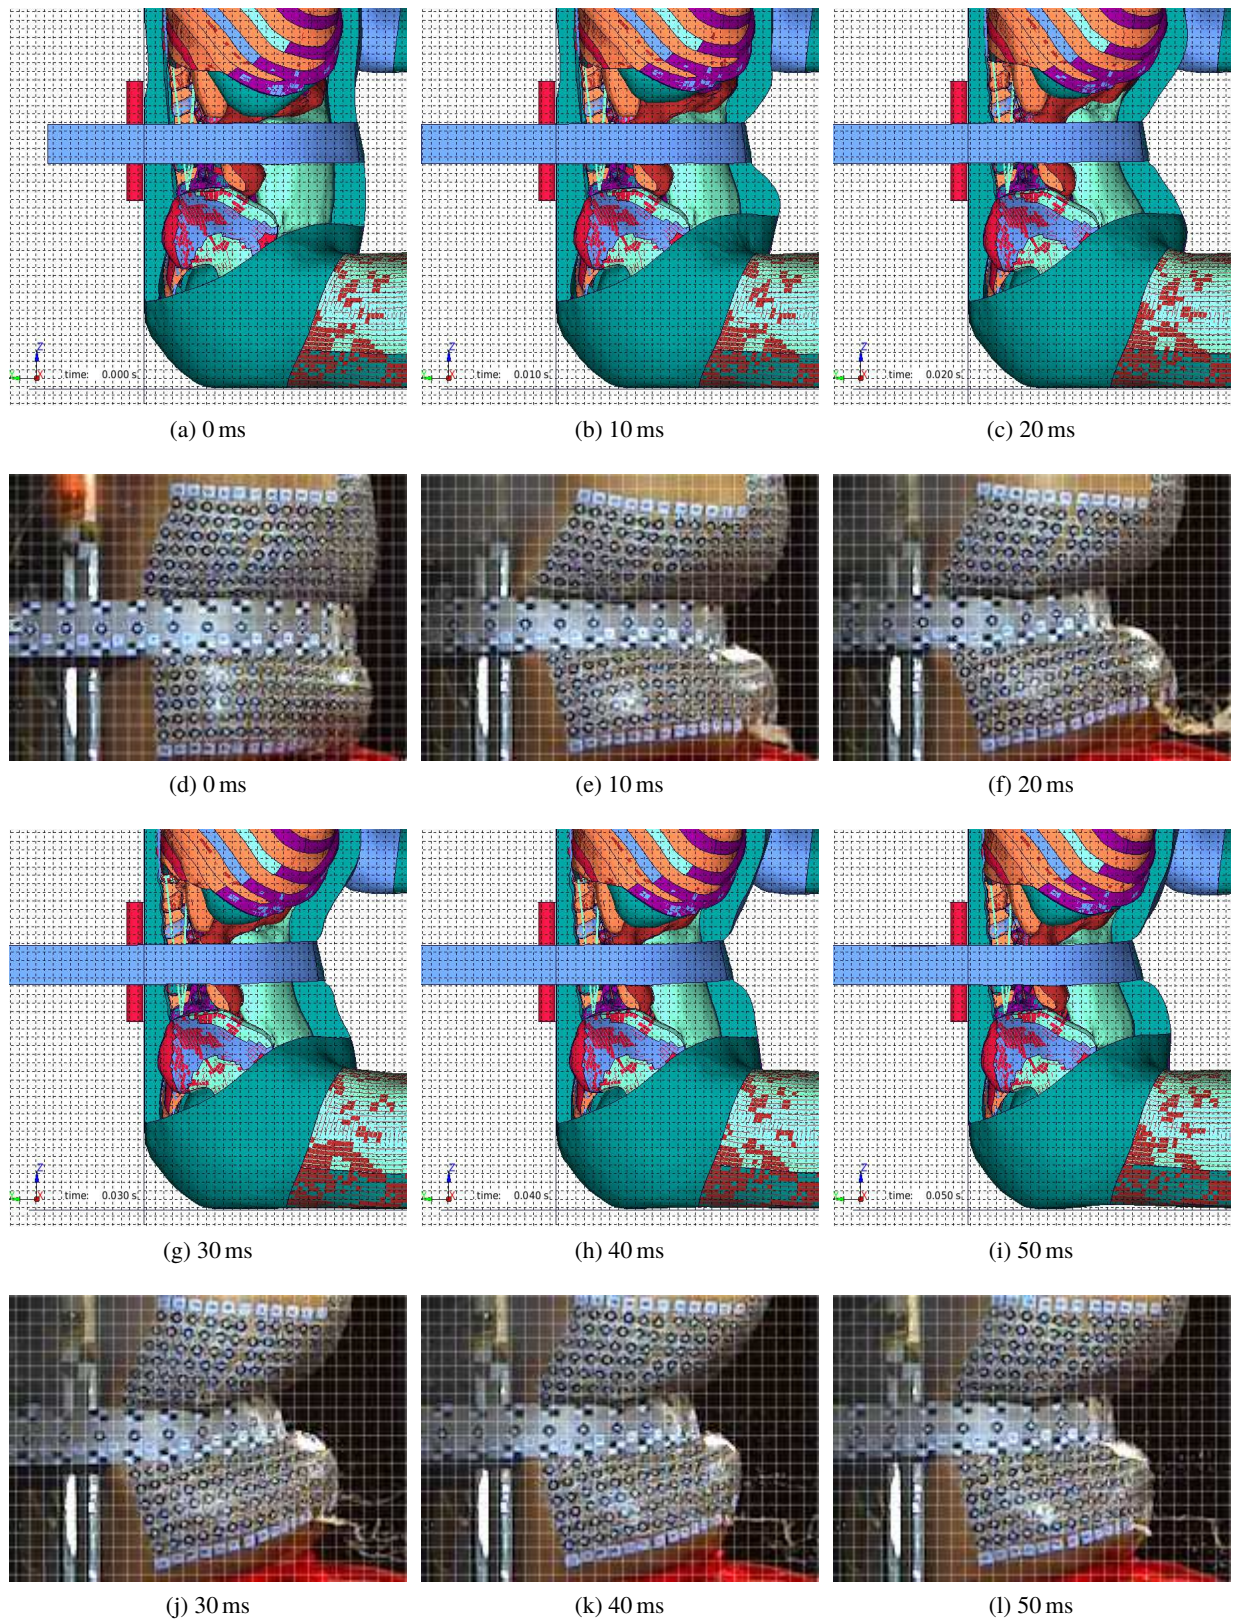 Z
Y
X
time: 0.000 s
Z
Y
X
time: 0.010 s
Z
Y
X
time: 0.020 s
(a) 0 ms
(b) 10 ms
(c) 20 ms
(d) 0 ms
(e) 10 ms
(f) 20 ms
Z
Y
X
time: 0.030 s
Z
Y
X
time: 0.040 s
Z
Y
X
time: 0.050 s
(g) 30 ms
(h) 40 ms
(i) 50 ms
(j) 30 ms
(k) 40 ms
(l) 50 ms